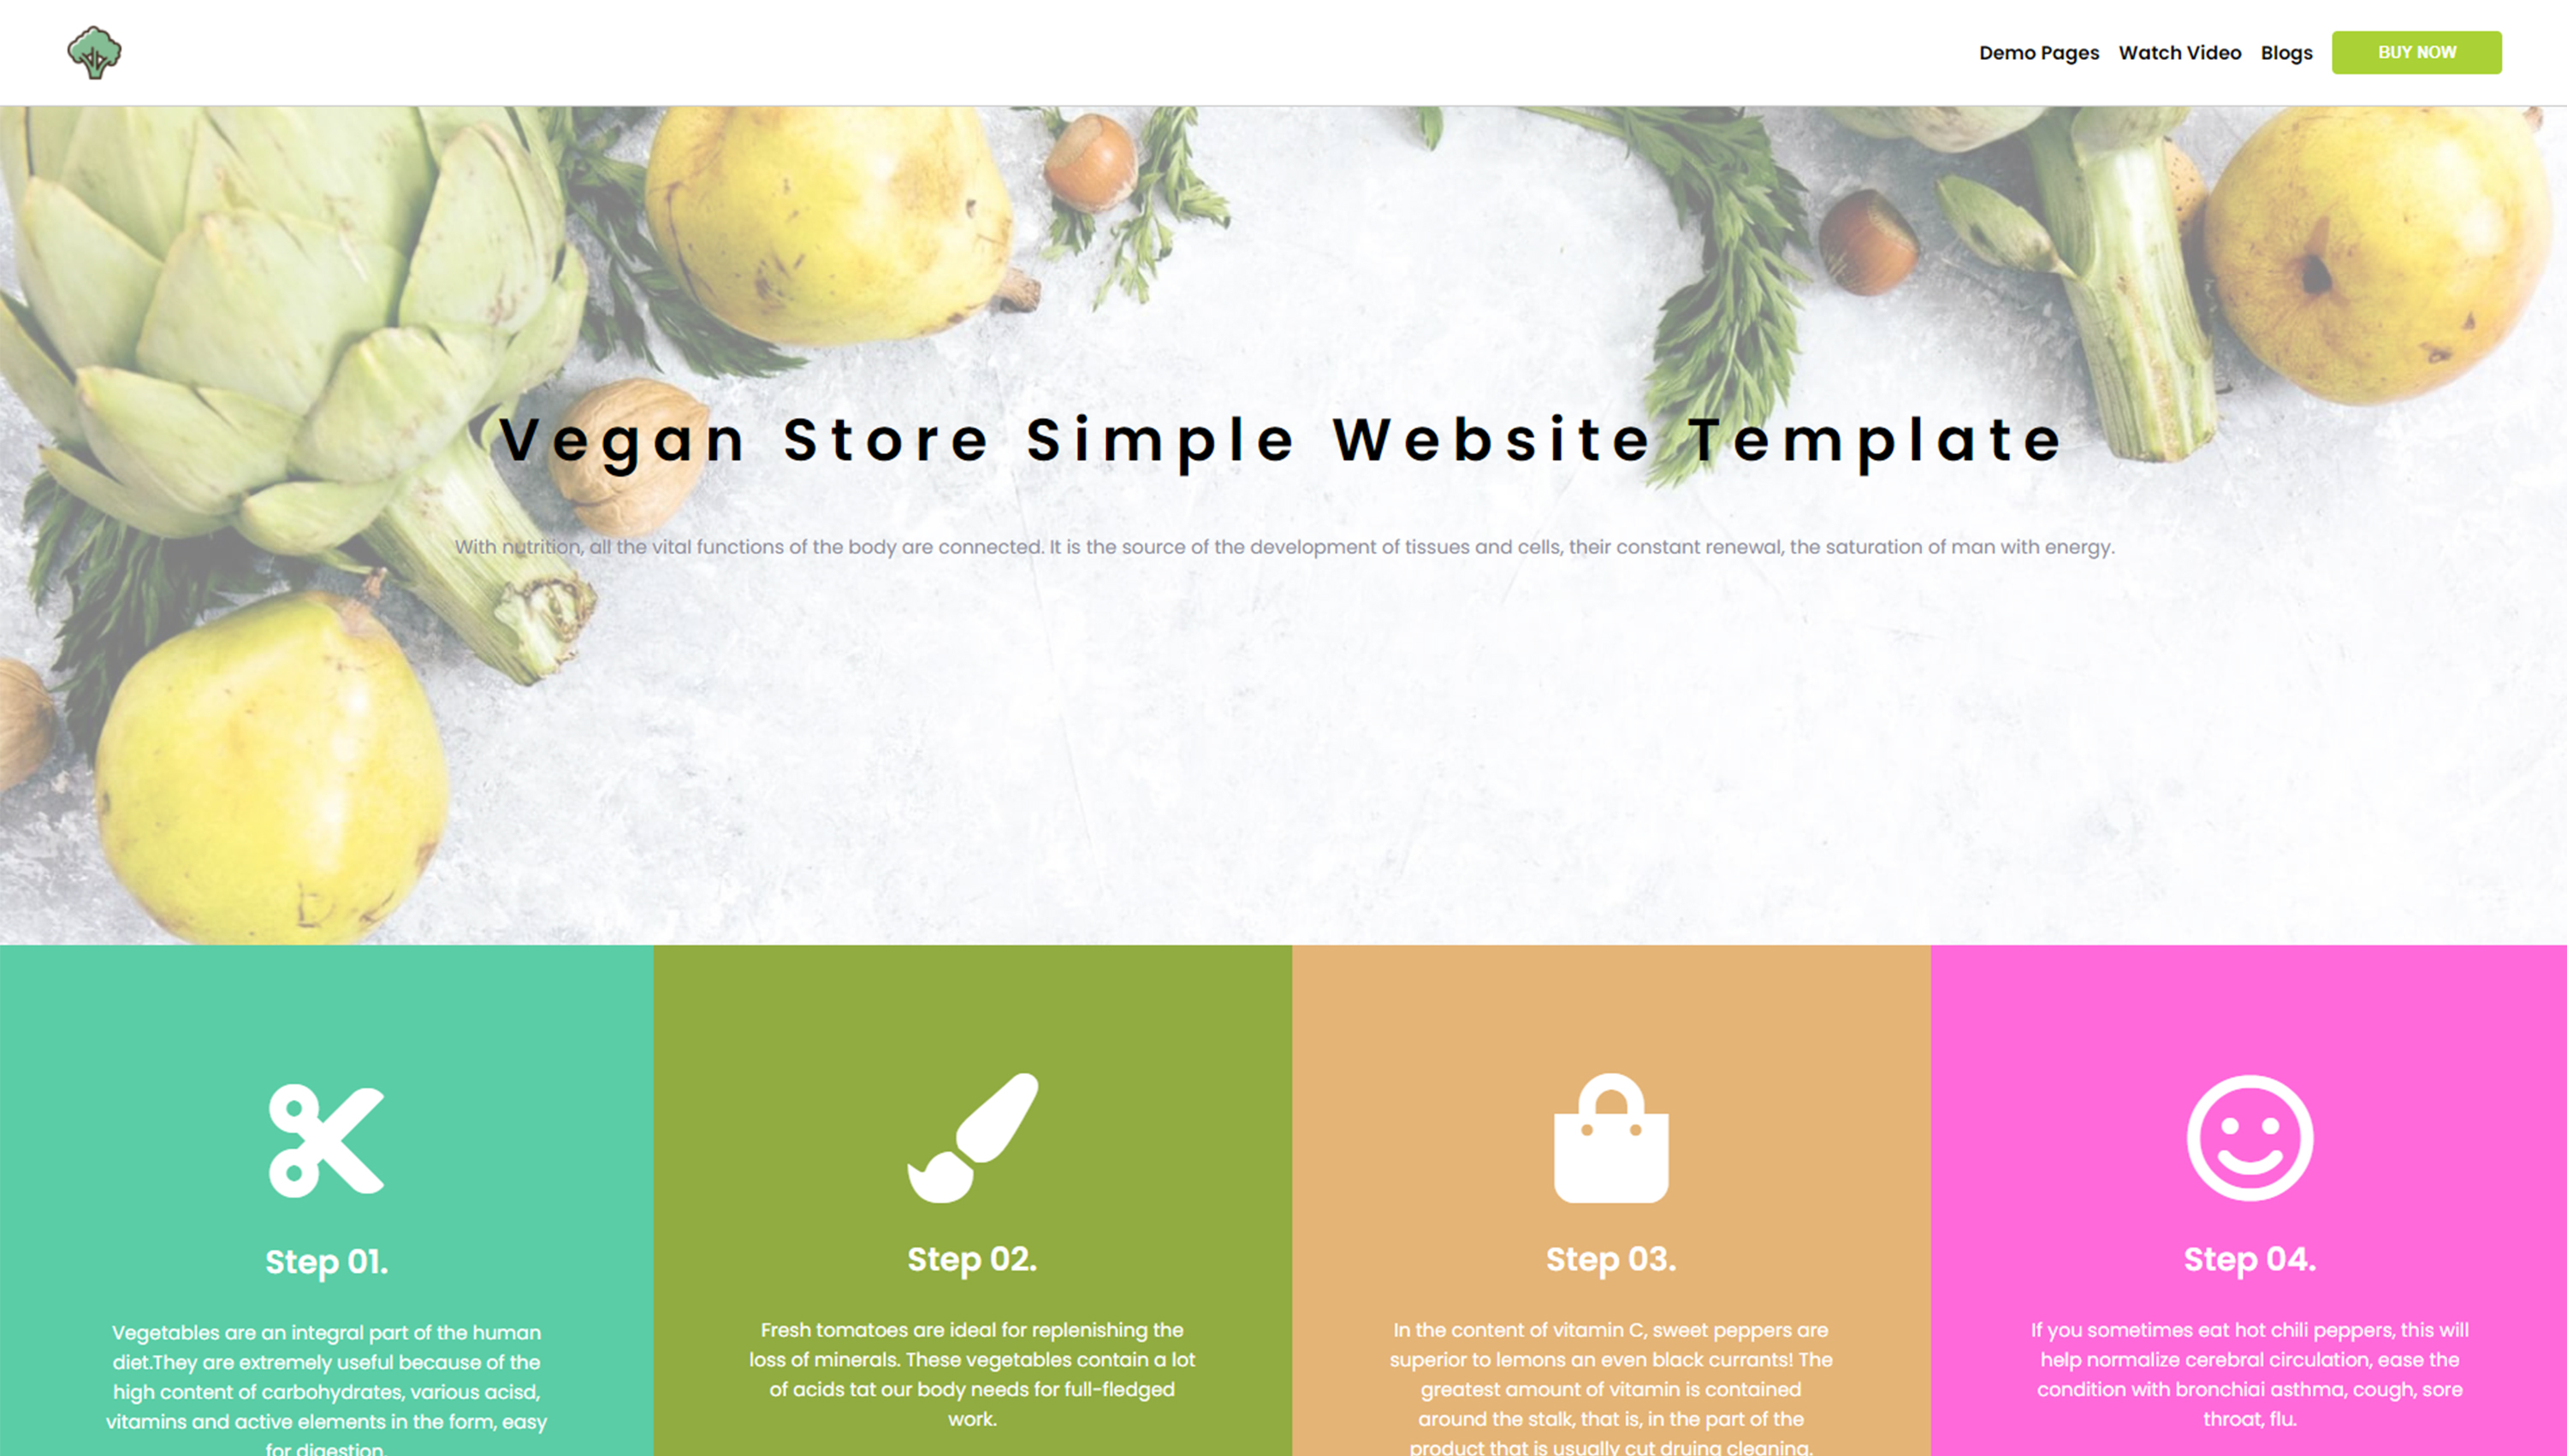 Demo Pages Watch Video Blogs BUY NOW
Vegan Store Simple Website Template
With nutrition, all the vital functions of the body are connected. It is the source of the development of tissues and cells, their constant renewal, the saturation of man with energy.
Step 01.
Vegetables are an integral part of the human
diet.They are extremely useful because of the
high content of carbohydrates, various acisd,
vitamins and active elements in the form, easy
for digestion.
Step 02.
Fresh tomatoes are ideal for replenishing the
loss of minerals. These vegetables contain a lot
of acids tat our body needs for full-fledged
work.
Step 03.
In the content of vitamin C, sweet peppers are
superior to lemons an even black currants! The
greatest amount of vitamin is contained
around the stalk, that is, in the part of the
product that is usually cut druing cleaning.
Step 04.
If you sometimes eat hot chili peppers, this will
help normalize cerebral circulation, ease the
condition with bronchiai asthma, cough, sore
throat, flu.